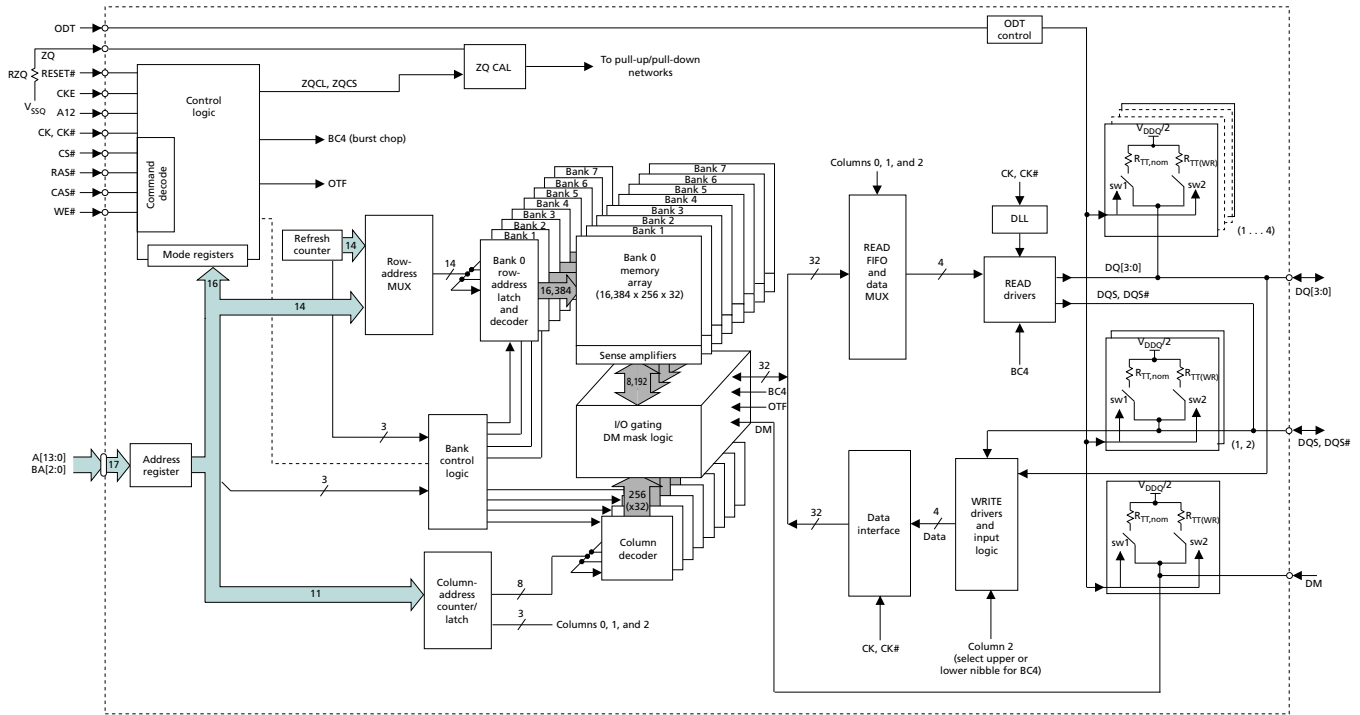 ODT
ODT
control
ZQ
RZQ
V_SSQ
RESET#
CKE
A12
CK, CK#
CS#
RAS#
CAS#
WE#
Control
logic
Command
decode
Mode registers
ZQCL, ZQCS
ZQ CAL
To pull-up/pull-down
networks
BC4 (burst chop)
OTF
16
14
Refresh
counter
14
Row-
address
MUX
14
Bank 7
Bank 6
Bank 5
Bank 4
Bank 3
Bank 2
Bank 1
Bank 0
row-
address
latch
and
decoder
16,384
Bank 7
Bank 6
Bank 5
Bank 4
Bank 3
Bank 2
Bank 1
Bank 0
memory
array
(16,384 x 256 x 32)
Sense amplifiers
8,192
I/O gating
DM mask logic
32
BC4
OTF
DM
256
(x32)
Column
decoder
A[13:0]
BA[2:0]
17
Address
register
3
3
Bank
control
logic
11
Column-
address
counter/
latch
8
3
Columns 0, 1, and 2
Columns 0, 1, and 2
32
READ
FIFO
and
data
MUX
4
CK, CK#
DLL
READ
drivers
BC4
DQ[3:0]
DQS, DQS#
32
Data
interface
CK, CK#
4
Data
WRITE
drivers
and
input
logic
Column 2
(select upper or
lower nibble for BC4)
V_DDQ/2
R_TT,nom
R_TT(WR)
sw1
sw2
(1 . . . 4)
DQ[3:0]
V_DDQ/2
R_TT,nom
R_TT(WR)
sw1
sw2
(1, 2)
DQS, DQS#
V_DDQ/2
R_TT,nom
R_TT(WR)
sw1
sw2
DM